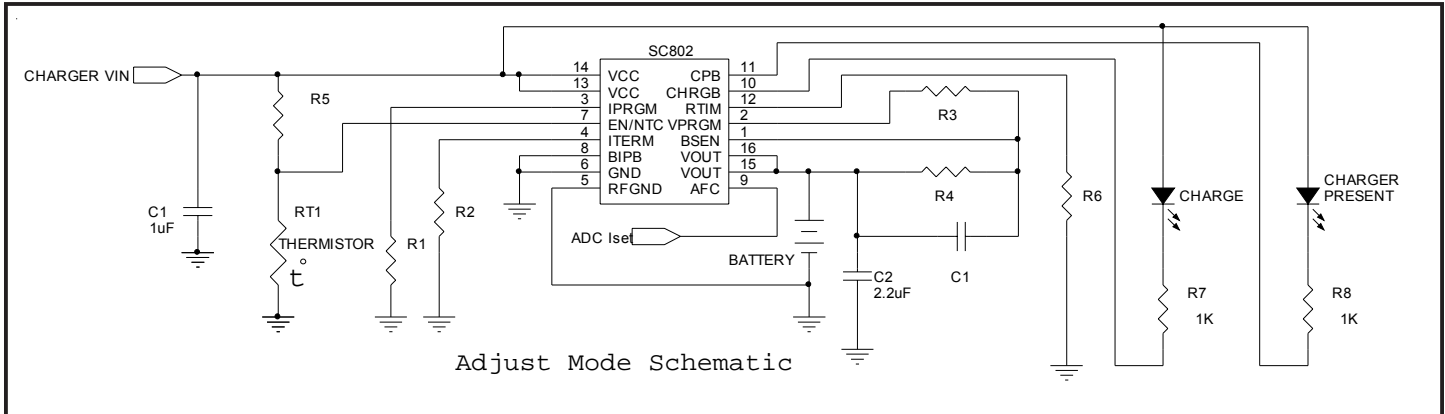 SC802
CHARGER VIN
14 VCC
13 VCC
3 IPRGM
7 EN/NTC
4 ITERM
8 BIPB
6 GND
5 RFGND
CPB 11
CHRGB 10
RTIM 12
VPRGM 2
BSEN 1
VOUT 16
VOUT 15
AFC 9
R5
R3
R4
R6
C1
1uF
RT1
THERMISTOR
t°
R1
R2
ADC Iset
BATTERY
C2
2.2uF
C1
CHARGE
CHARGER
PRESENT
R7
1K
R8
1K
Adjust Mode Schematic